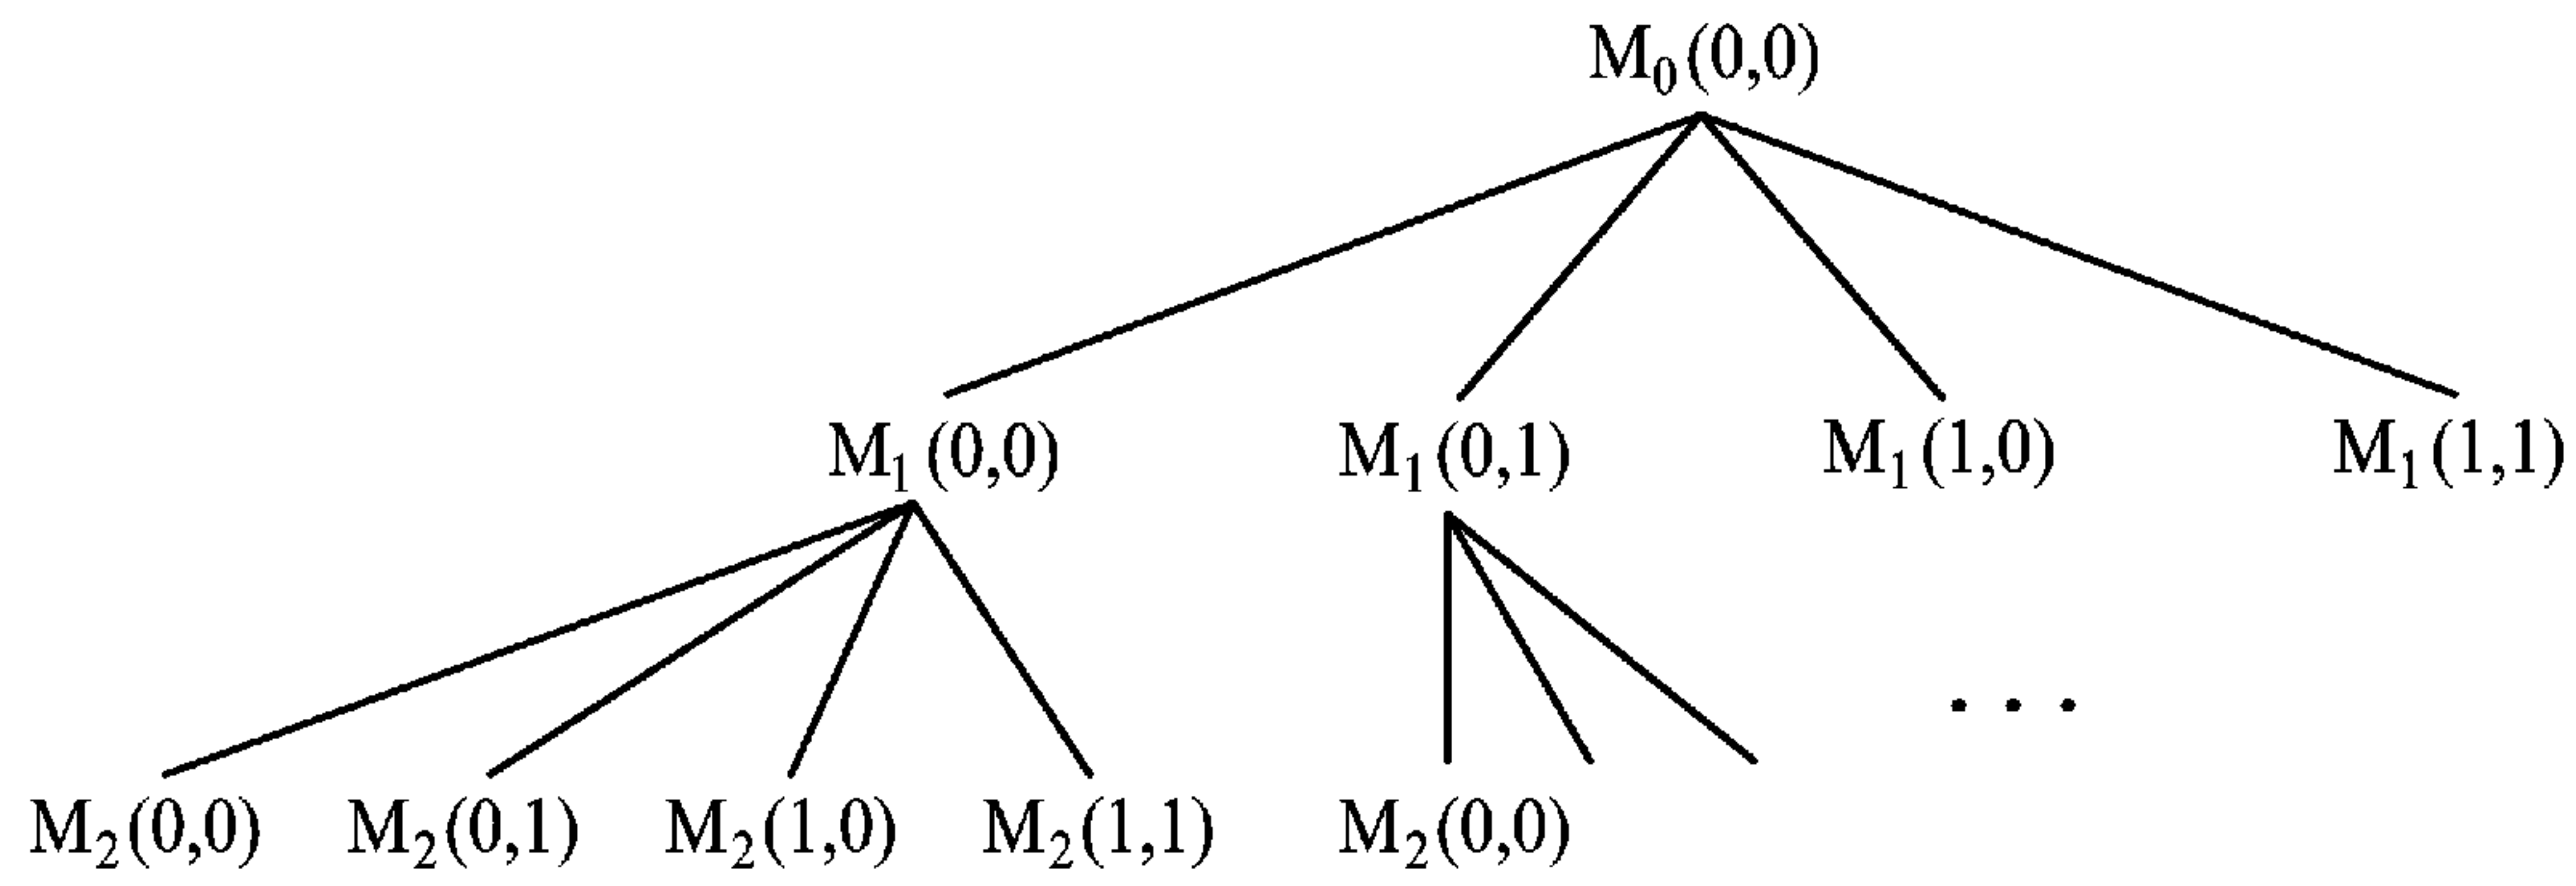 M₀(0,0)
M₁(0,0) M₁(0,1) M₁(1,0) M₁(1,1)
. . .
M₂(0,0) M₂(0,1) M₂(1,0) M₂(1,1) M₂(0,0)